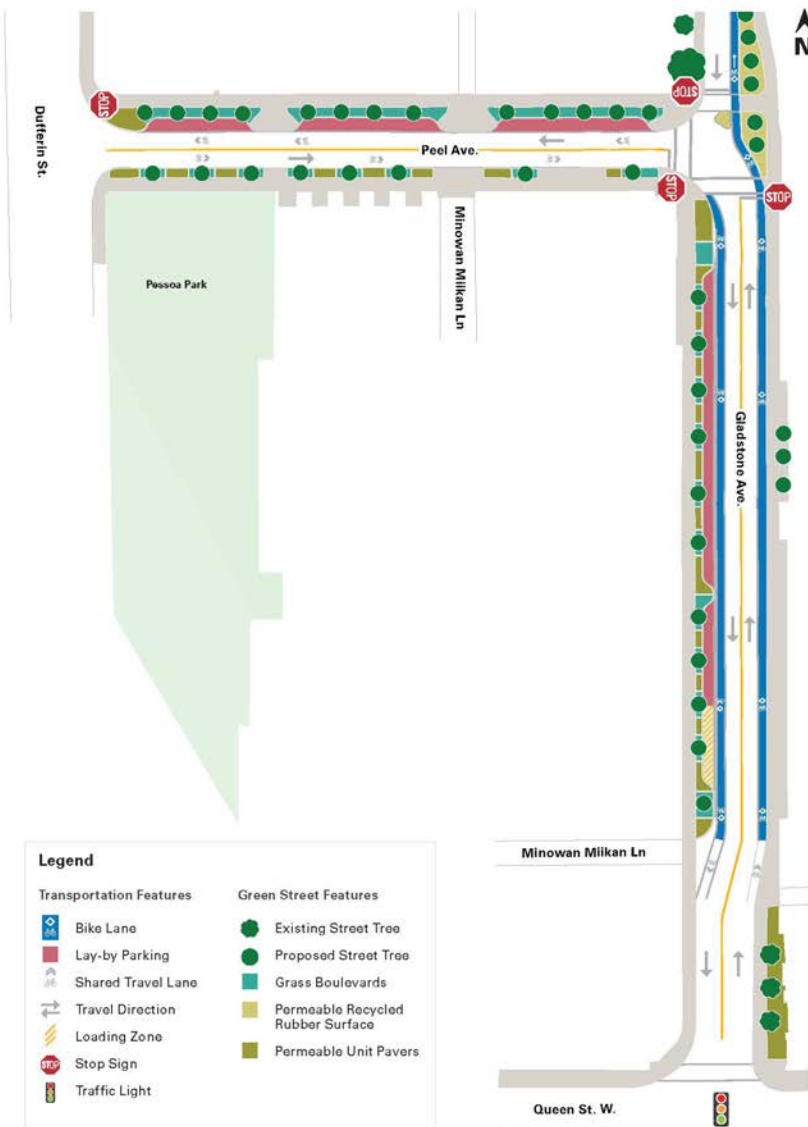 N
STOP
STOP
Dufferin St.
Peel Ave.
STOP
STOP
Minowan Miikan Ln
Pessoa Park
Gladstone Ave.
Minowan Miikan Ln
Legend
Transportation Features
Bike Lane
Lay-by Parking
Shared Travel Lane
Travel Direction
Loading Zone
STOP
Stop Sign
Traffic Light
Green Street Features
Existing Street Tree
Proposed Street Tree
Grass Boulevards
Permeable Recycled
Rubber Surface
Permeable Unit Pavers
Queen St. W.